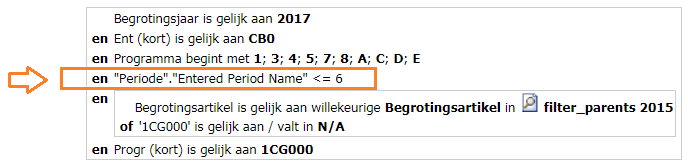 Begrotingsjaar is gelijk aan 2017
en Ent (kort) is gelijk aan CB0
en Programma begint met 1; 3; 4; 5; 7; 8; A; C; D; E
en "Periode"."Entered Period Name" <= 6
en
Begrotingsartikel is gelijk aan willekeurige Begrotingsartikel in filter_parents 2015
of '1CG000' is gelijk aan / valt in N/A
en Progr (kort) is gelijk aan 1CG000